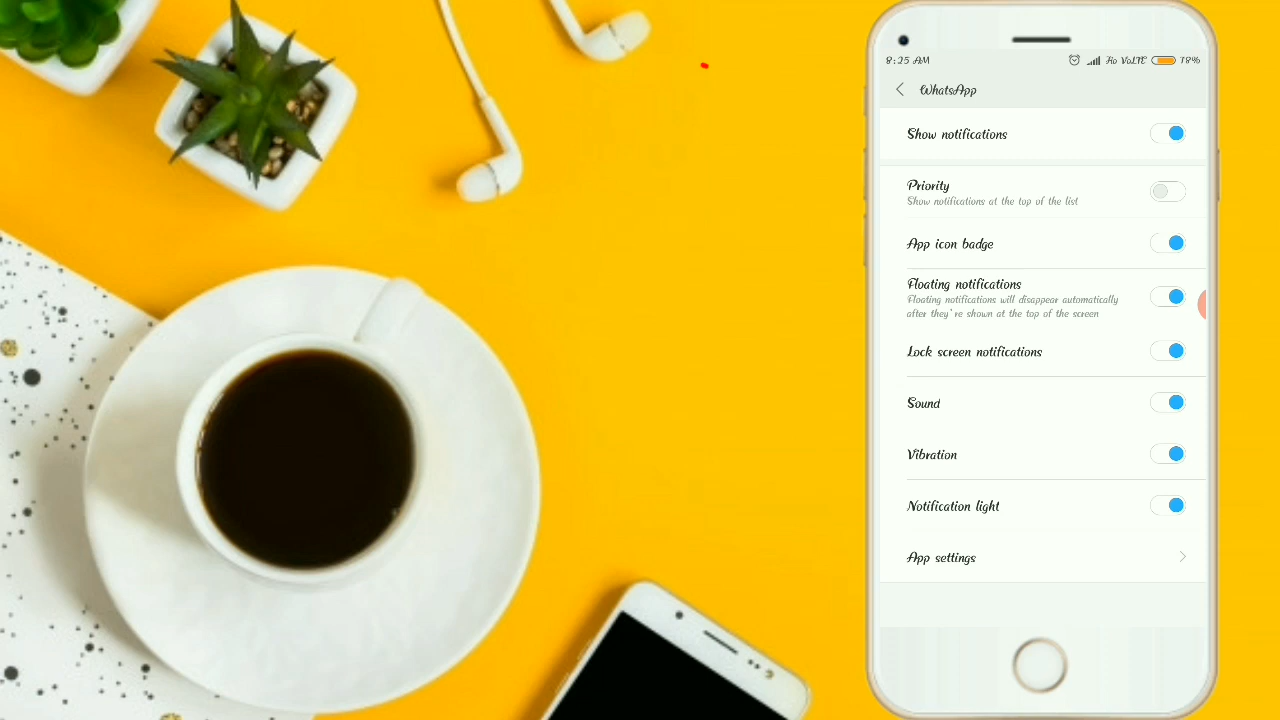 8:25 AM Ho VoLTE 78%
WhatsApp
Show notifications
Priority
Show notifications at the top of the list
App icon badge
Floating notifications
Floating notifications will disappear automatically
after they're shown at the top of the screen
Lock screen notifications
Sound
Vibration
Notification light
App settings